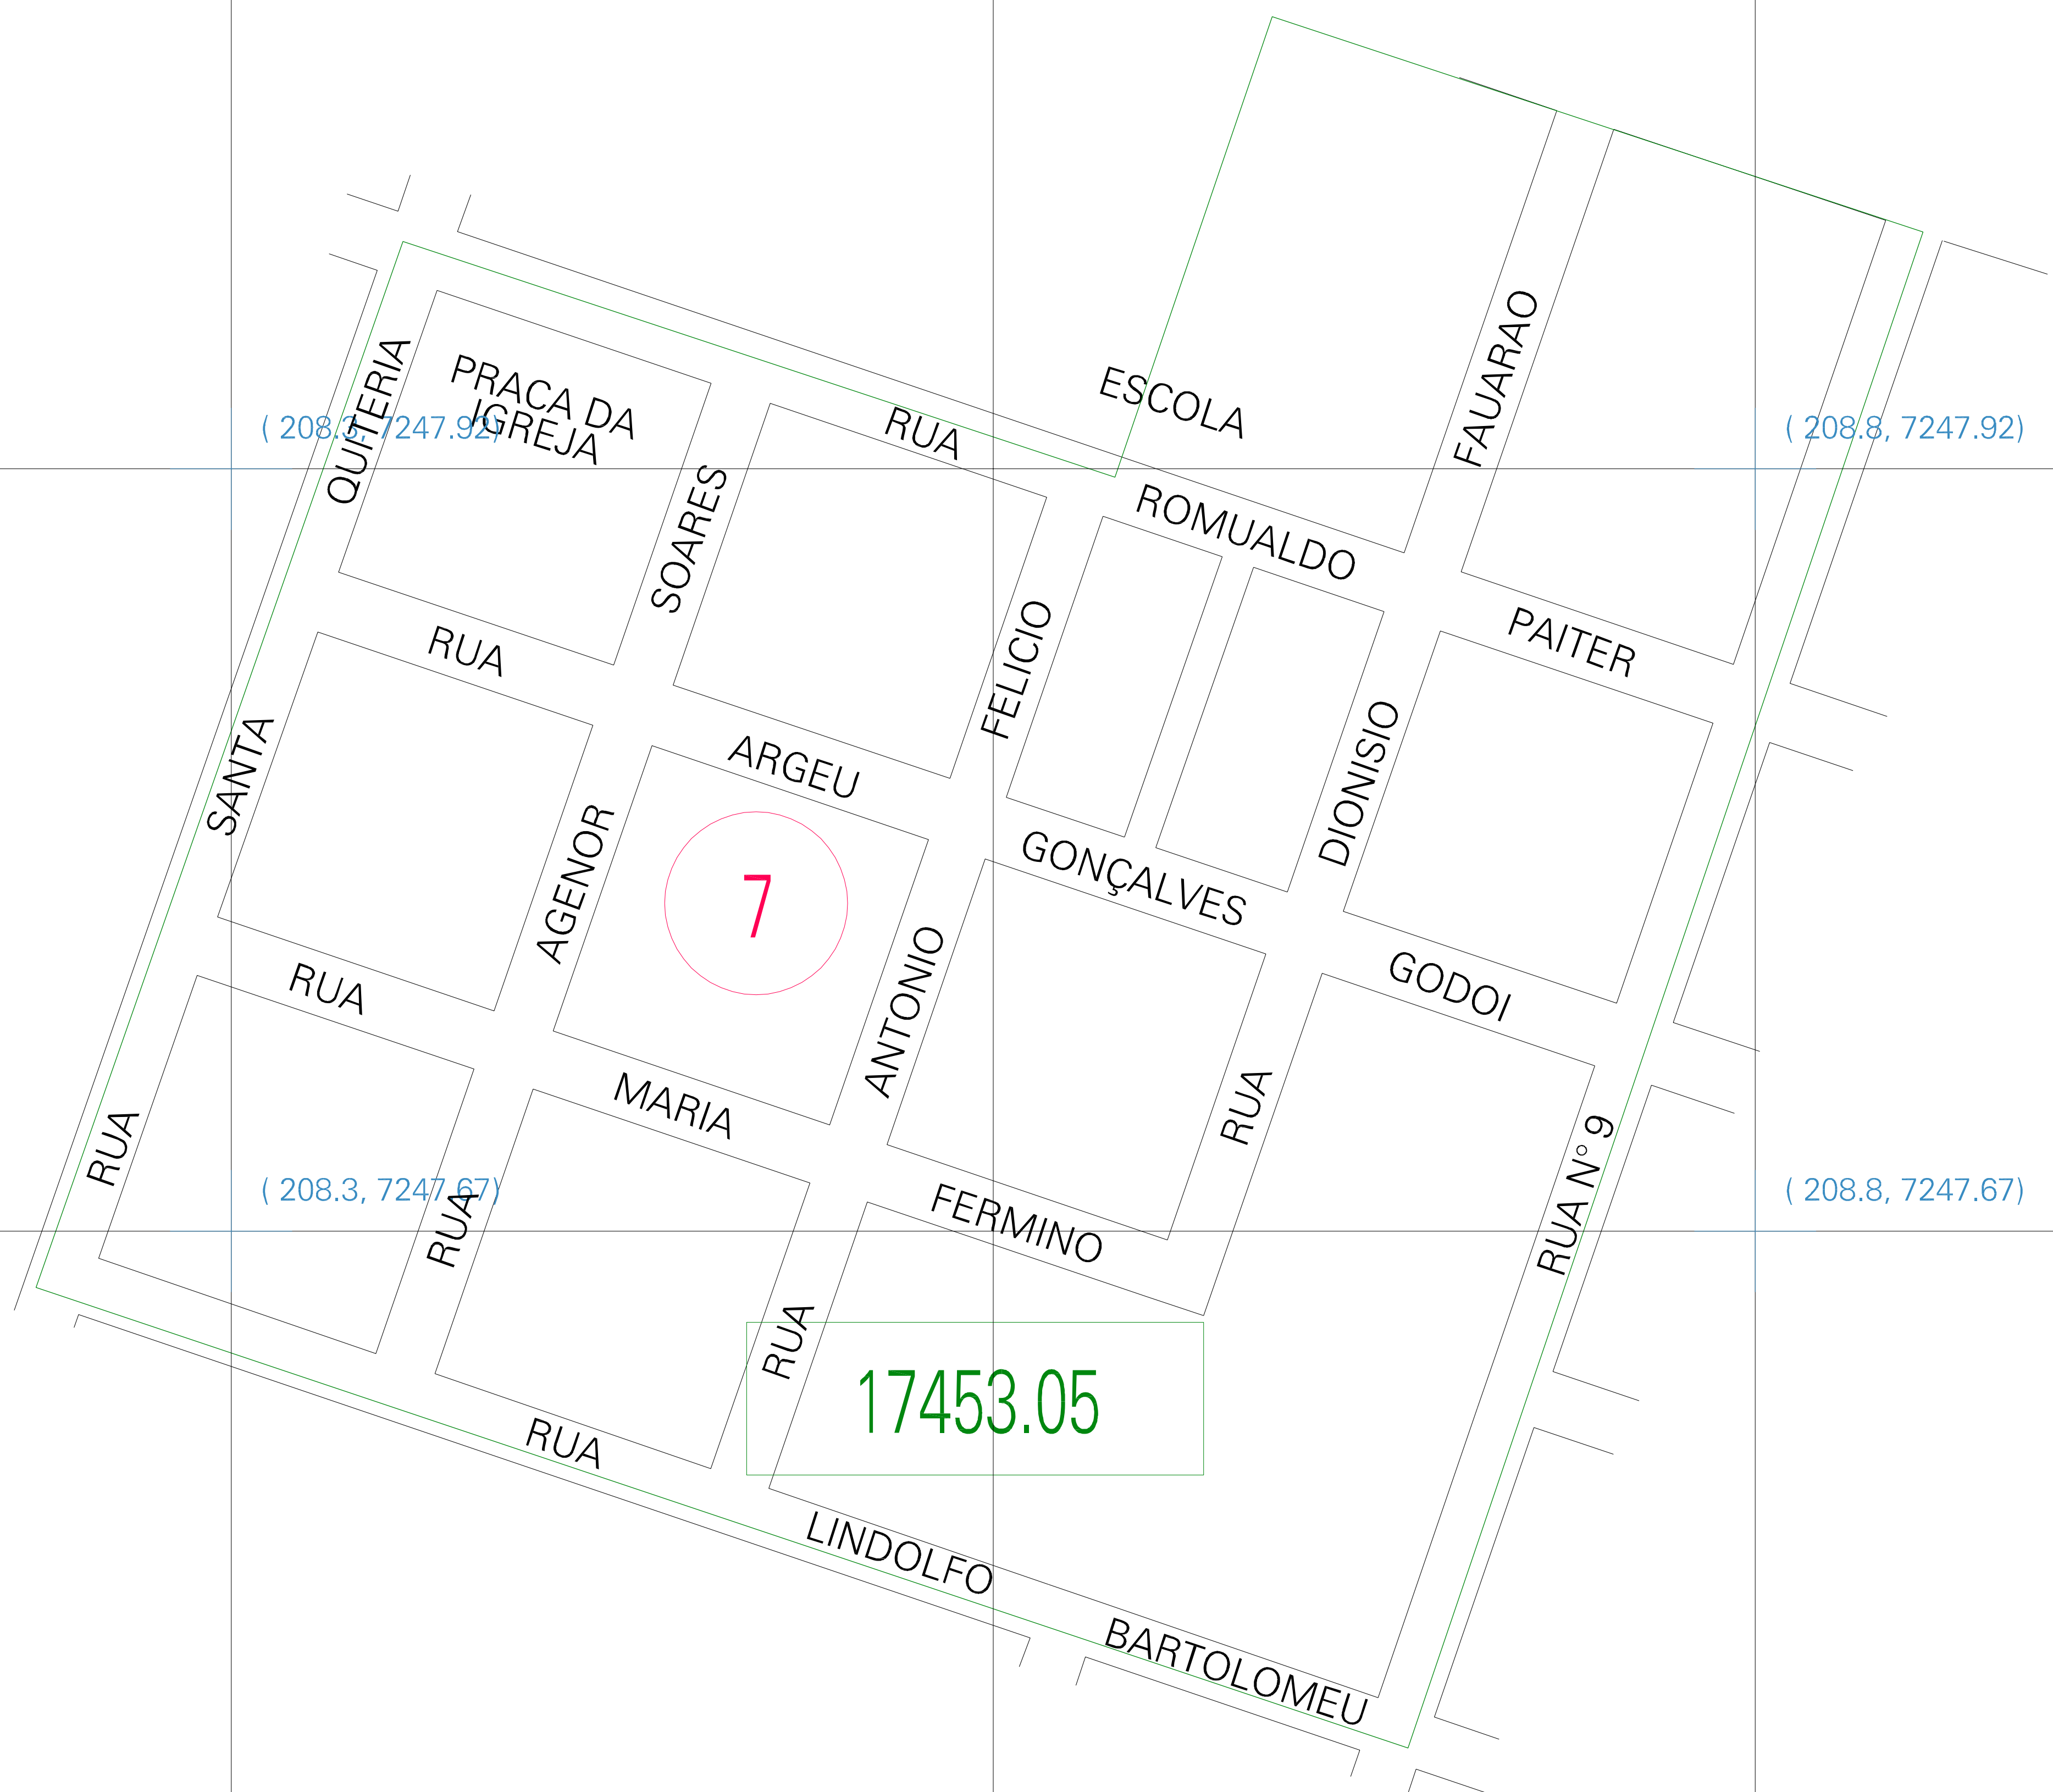 QUITERIA
PRACA DA
IGREJA
( 208.3, 7247.92)
( 208.8, 7247.92)
RUA
ESCOLA
FAUARAO
SOARES
ROMUALDO
RUA
FELICIO
PAITER
SANTA
ARGEU
DIONISIO
AGENOR
7
GONÇALVES
RUA
ANTONIO
GODOI
RUA
MARIA
RUA
RUA N° 9
( 208.3, 7247.67)
( 208.8, 7247.67)
RUA
FERMINO
RUA
17453.05
RUA
LINDOLFO
BARTOLOMEU